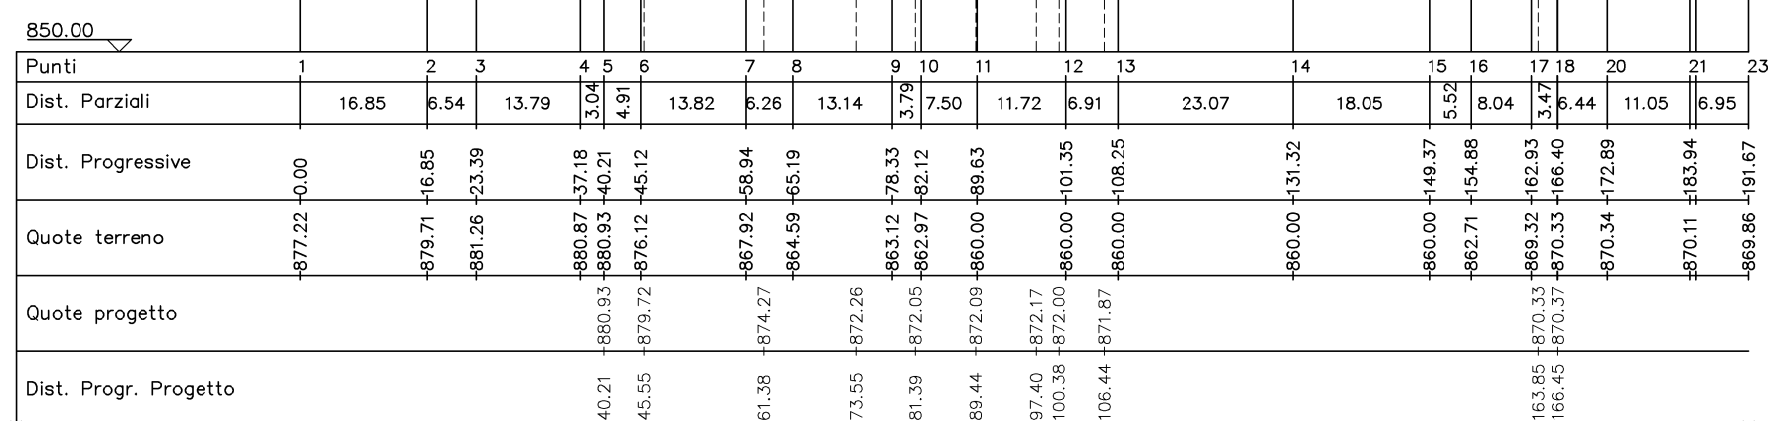 850.00
Punti 1 2 3 4 5 6 7 8 9 10 11 12 13 14 15 16 17 18 20 21 23
Dist. Parziali 16.85 6.54 13.79 3.04 4.91 13.82 6.26 13.14 3.79 7.50 11.72 6.91 23.07 18.05 5.52 8.04 3.47 6.44 11.05 6.95
Dist. Progressive 0.00 16.85 23.39 37.18 40.21 45.12 58.94 65.19 78.33 82.12 89.63 101.35 108.25 131.32 149.37 154.88 162.93 166.40 172.89 183.94 191.67
Quote terreno 877.22 879.71 881.26 880.87 880.93 876.12 867.92 864.59 863.12 862.97 860.00 860.00 860.00 860.00 860.00 862.71 869.32 870.33 870.34 870.11 869.86
Quote progetto 880.93 879.72 874.27 872.26 872.05 872.09 872.17 872.00 871.87 870.33 870.37
Dist. Progr. Progetto 40.21 45.55 61.38 73.55 81.39 89.44 97.40 100.38 106.44 163.85 166.45